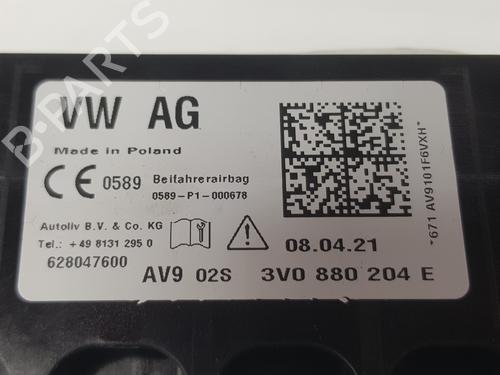 VW AG
Made in Poland
CE 0589
Beifahrerairbag
0589-P1-000678
Autoliv B.V. & Co. KG
Tel.: +49 8131 295 0
628047600
08.04.21
AV9 02S 3V0 880 204 E
*671 AV9101F6VXH*
B-PARTS